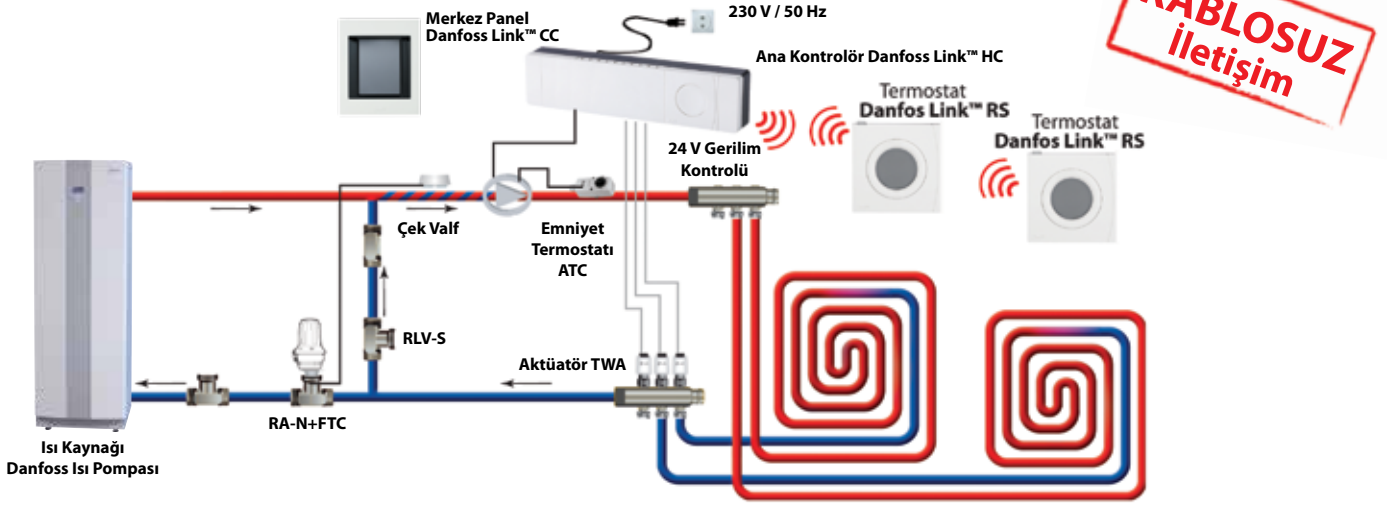 Merkez Panel
Danfoss Link™ CC
230 V / 50 Hz
KABLOSUZ
İletişim
Ana Kontrolör Danfoss Link™ HC
Termostat
Danfos Link™ RS
Termostat
Danfos Link™ RS
24 V Gerilim
Kontrolü
Çek Valf
Emniyet
Termostatı
ATC
RLV-S
Aktüatör TWA
RA-N+FTC
Isı Kaynağı
Danfoss Isı Pompası